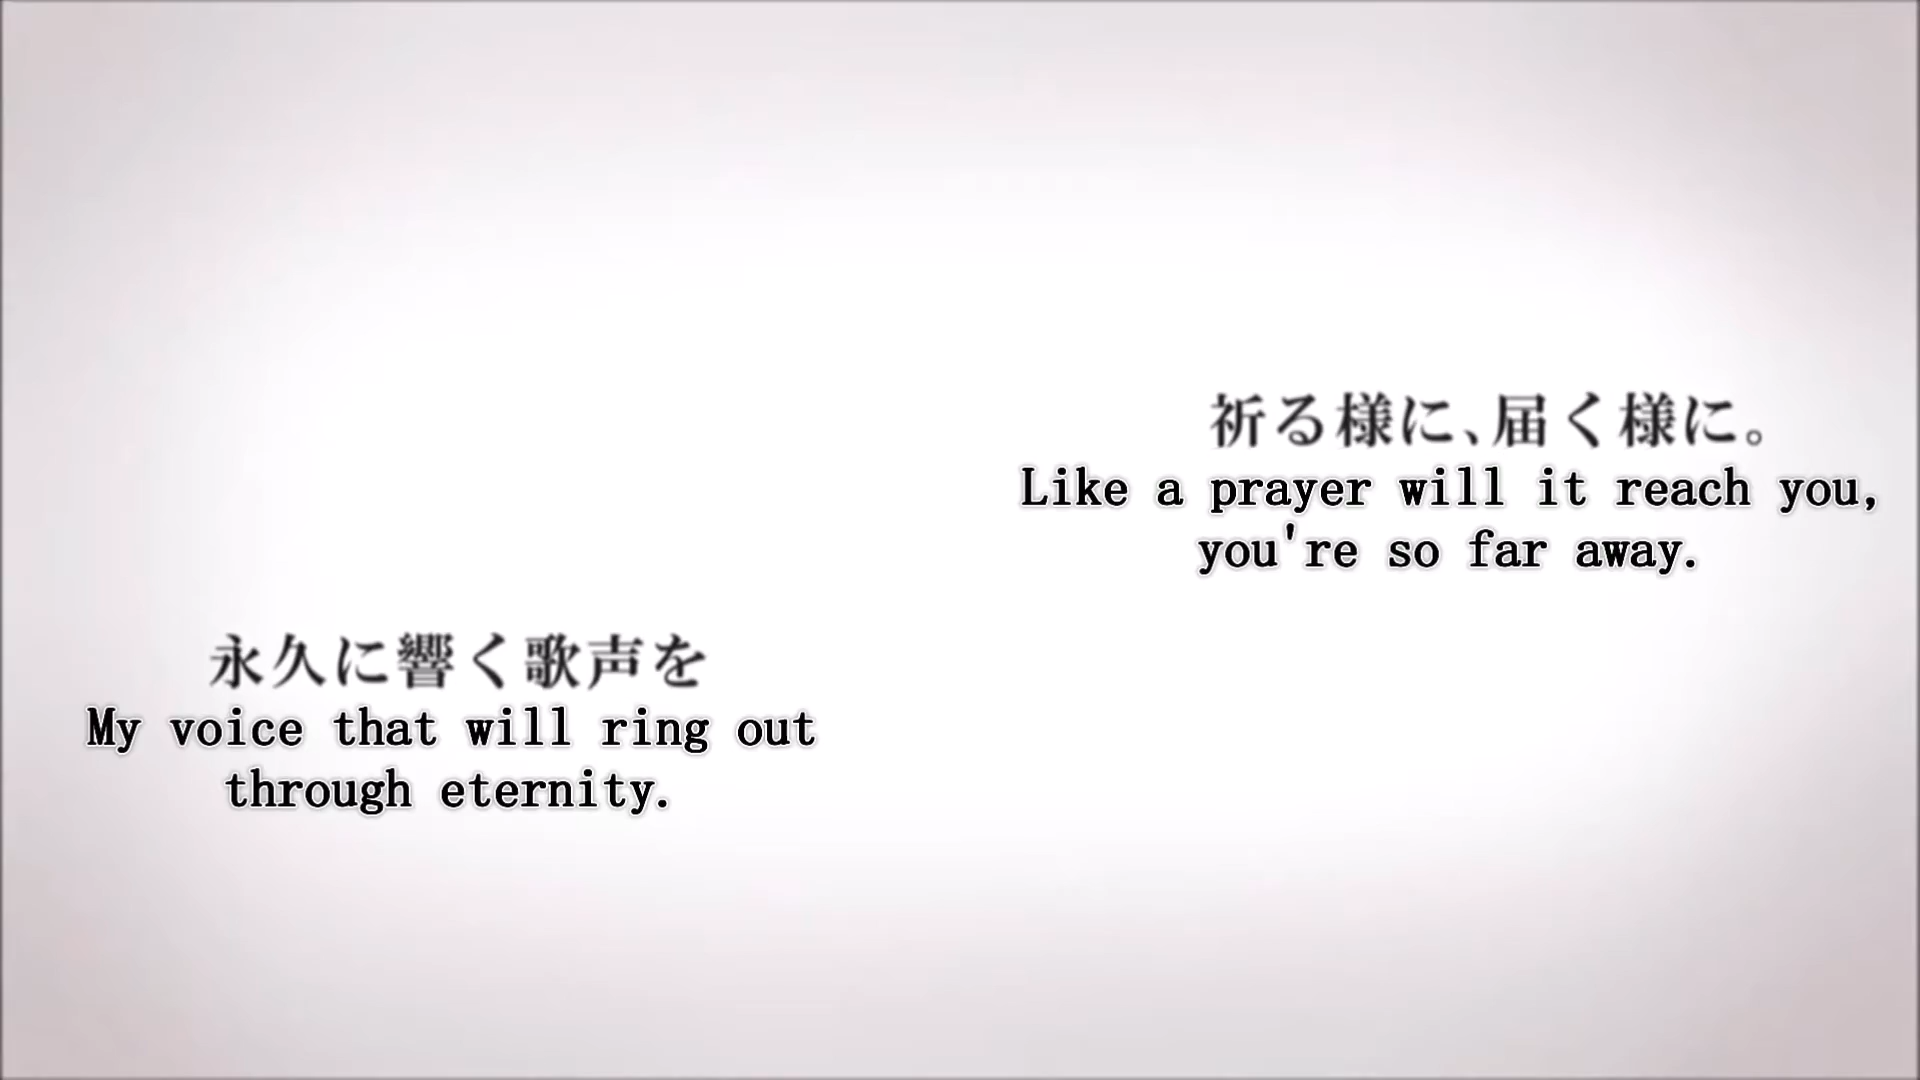 祈る様に、届く様に。
Like a prayer will it reach you,
you're so far away.
永久に響く歌声を
My voice that will ring out
through eternity.